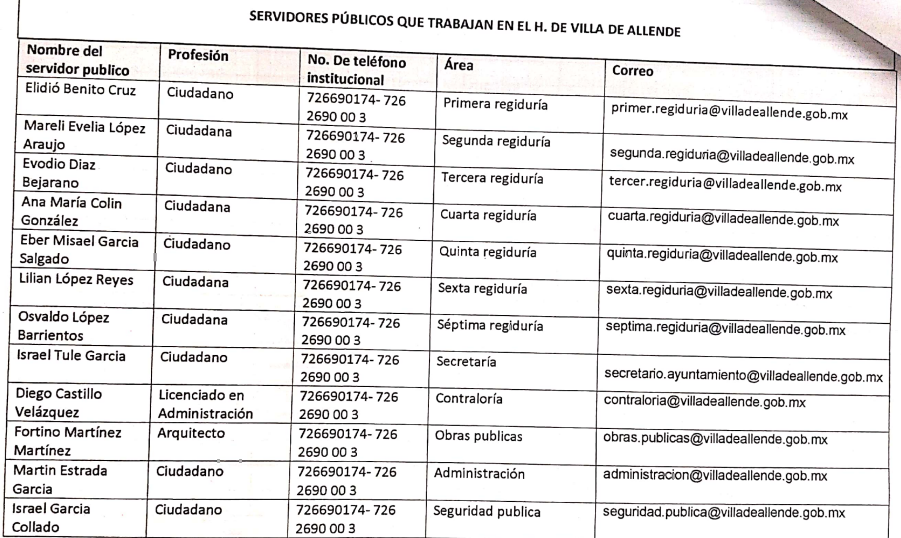 SERVIDORES PÚBLICOS QUE TRABAJAN EN EL H. DE VILLA DE ALLENDE
Nombre del servidor publico | Profesión | No. De teléfono institucional | Área | Correo
Elidió Benito Cruz | Ciudadano | 726690174- 726 2690 00 3 | Primera regiduría | primer.regiduria@villadeallende.gob.mx
Mareli Evelia López Araujo | Ciudadana | 726690174- 726 2690 00 3 | Segunda regiduría | segunda.regiduria@villadeallende.gob.mx
Evodio Diaz Bejarano | Ciudadano | 726690174- 726 2690 00 3 | Tercera regiduría | tercer.regiduria@villadeallende.gob.mx
Ana María Colin González | Ciudadana | 726690174- 726 2690 00 3 | Cuarta regiduría | cuarta.regiduria@villadeallende.gob.mx
Eber Misael Garcia Salgado | Ciudadano | 726690174- 726 2690 00 3 | Quinta regiduría | quinta.regiduria@villadeallende.gob.mx
Lilian López Reyes | Ciudadana | 726690174- 726 2690 00 3 | Sexta regiduría | sexta.regiduria@villadeallende.gob.mx
Osvaldo López Barrientos | Ciudadana | 726690174- 726 2690 00 3 | Séptima regiduría | septima.regiduria@villadeallende.gob.mx
Israel Tule Garcia | Ciudadano | 726690174- 726 2690 00 3 | Secretaría | secretario.ayuntamiento@villadeallende.gob.mx
Diego Castillo Velázquez | Licenciado en Administración | 726690174- 726 2690 00 3 | Contraloría | contraloria@villadeallende.gob.mx
Fortino Martínez Martínez | Arquitecto | 726690174- 726 2690 00 3 | Obras publicas | obras.publicas@villadeallende.gob.mx
Martin Estrada Garcia | Ciudadano | 726690174- 726 2690 00 3 | Administración | administracion@villadeallende.gob.mx
Israel Garcia Collado | Ciudadano | 726690174- 726 2690 00 3 | Seguridad publica | seguridad.publica@villadeallende.gob.mx